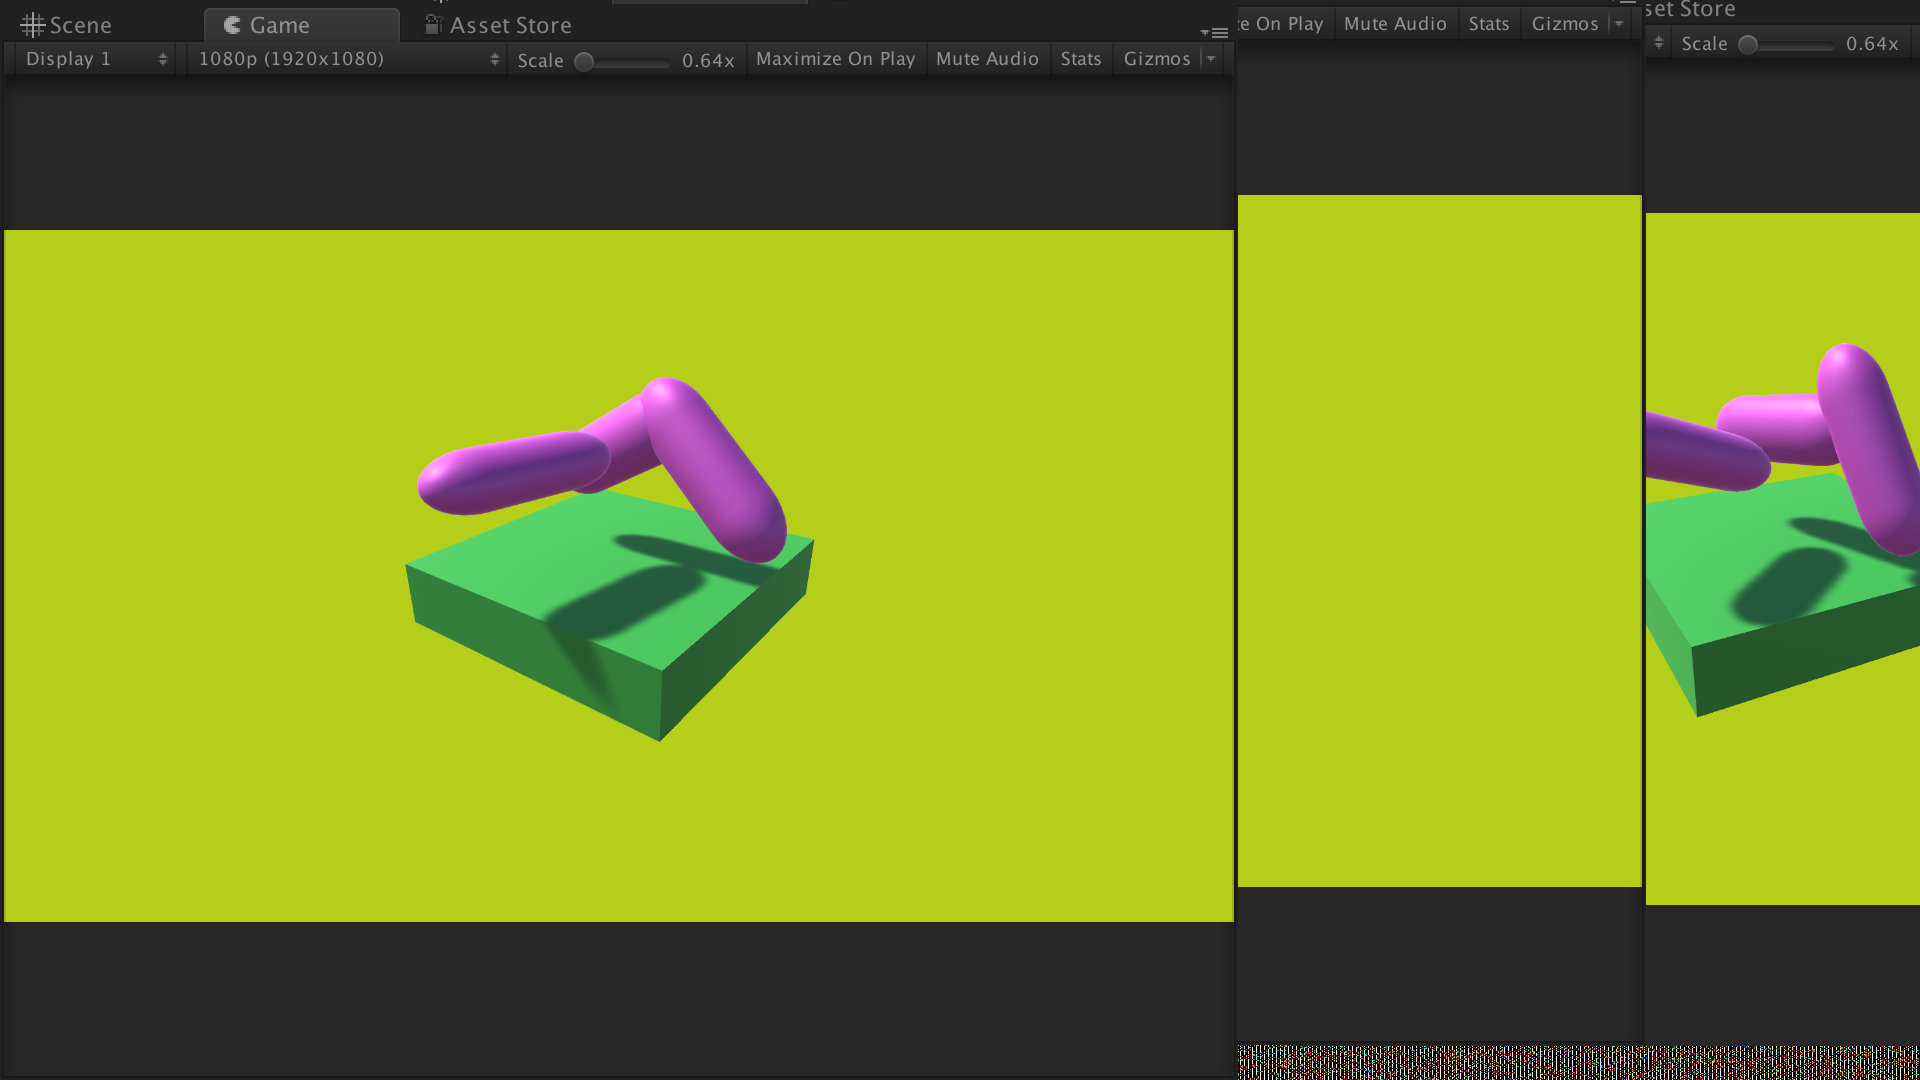 Scene Game Asset Store
Display 1 1080p (1920x1080) Scale 0.64x Maximize On Play Mute Audio Stats Gizmos
On Play Mute Audio Stats Gizmos
Store
Scale 0.64x